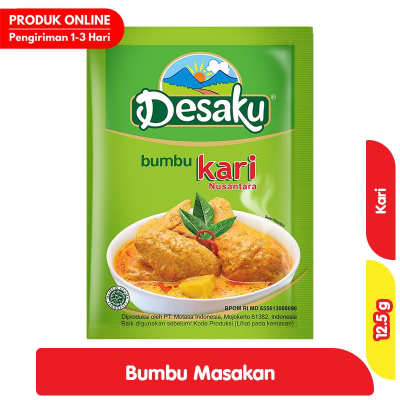 PRODUK ONLINE
Pengiriman 1-3 Hari
Desaku®
bumbu kari
Nusantara
BPOM RI MD 655613008096
Diproduksi oleh PT. Motasa Indonesia, Mojokerto 61382, Indonesia
Baik digunakan sebelum/ Kode Produksi (Lihat pada kemasan)
Kari
12.5 g
Bumbu Masakan